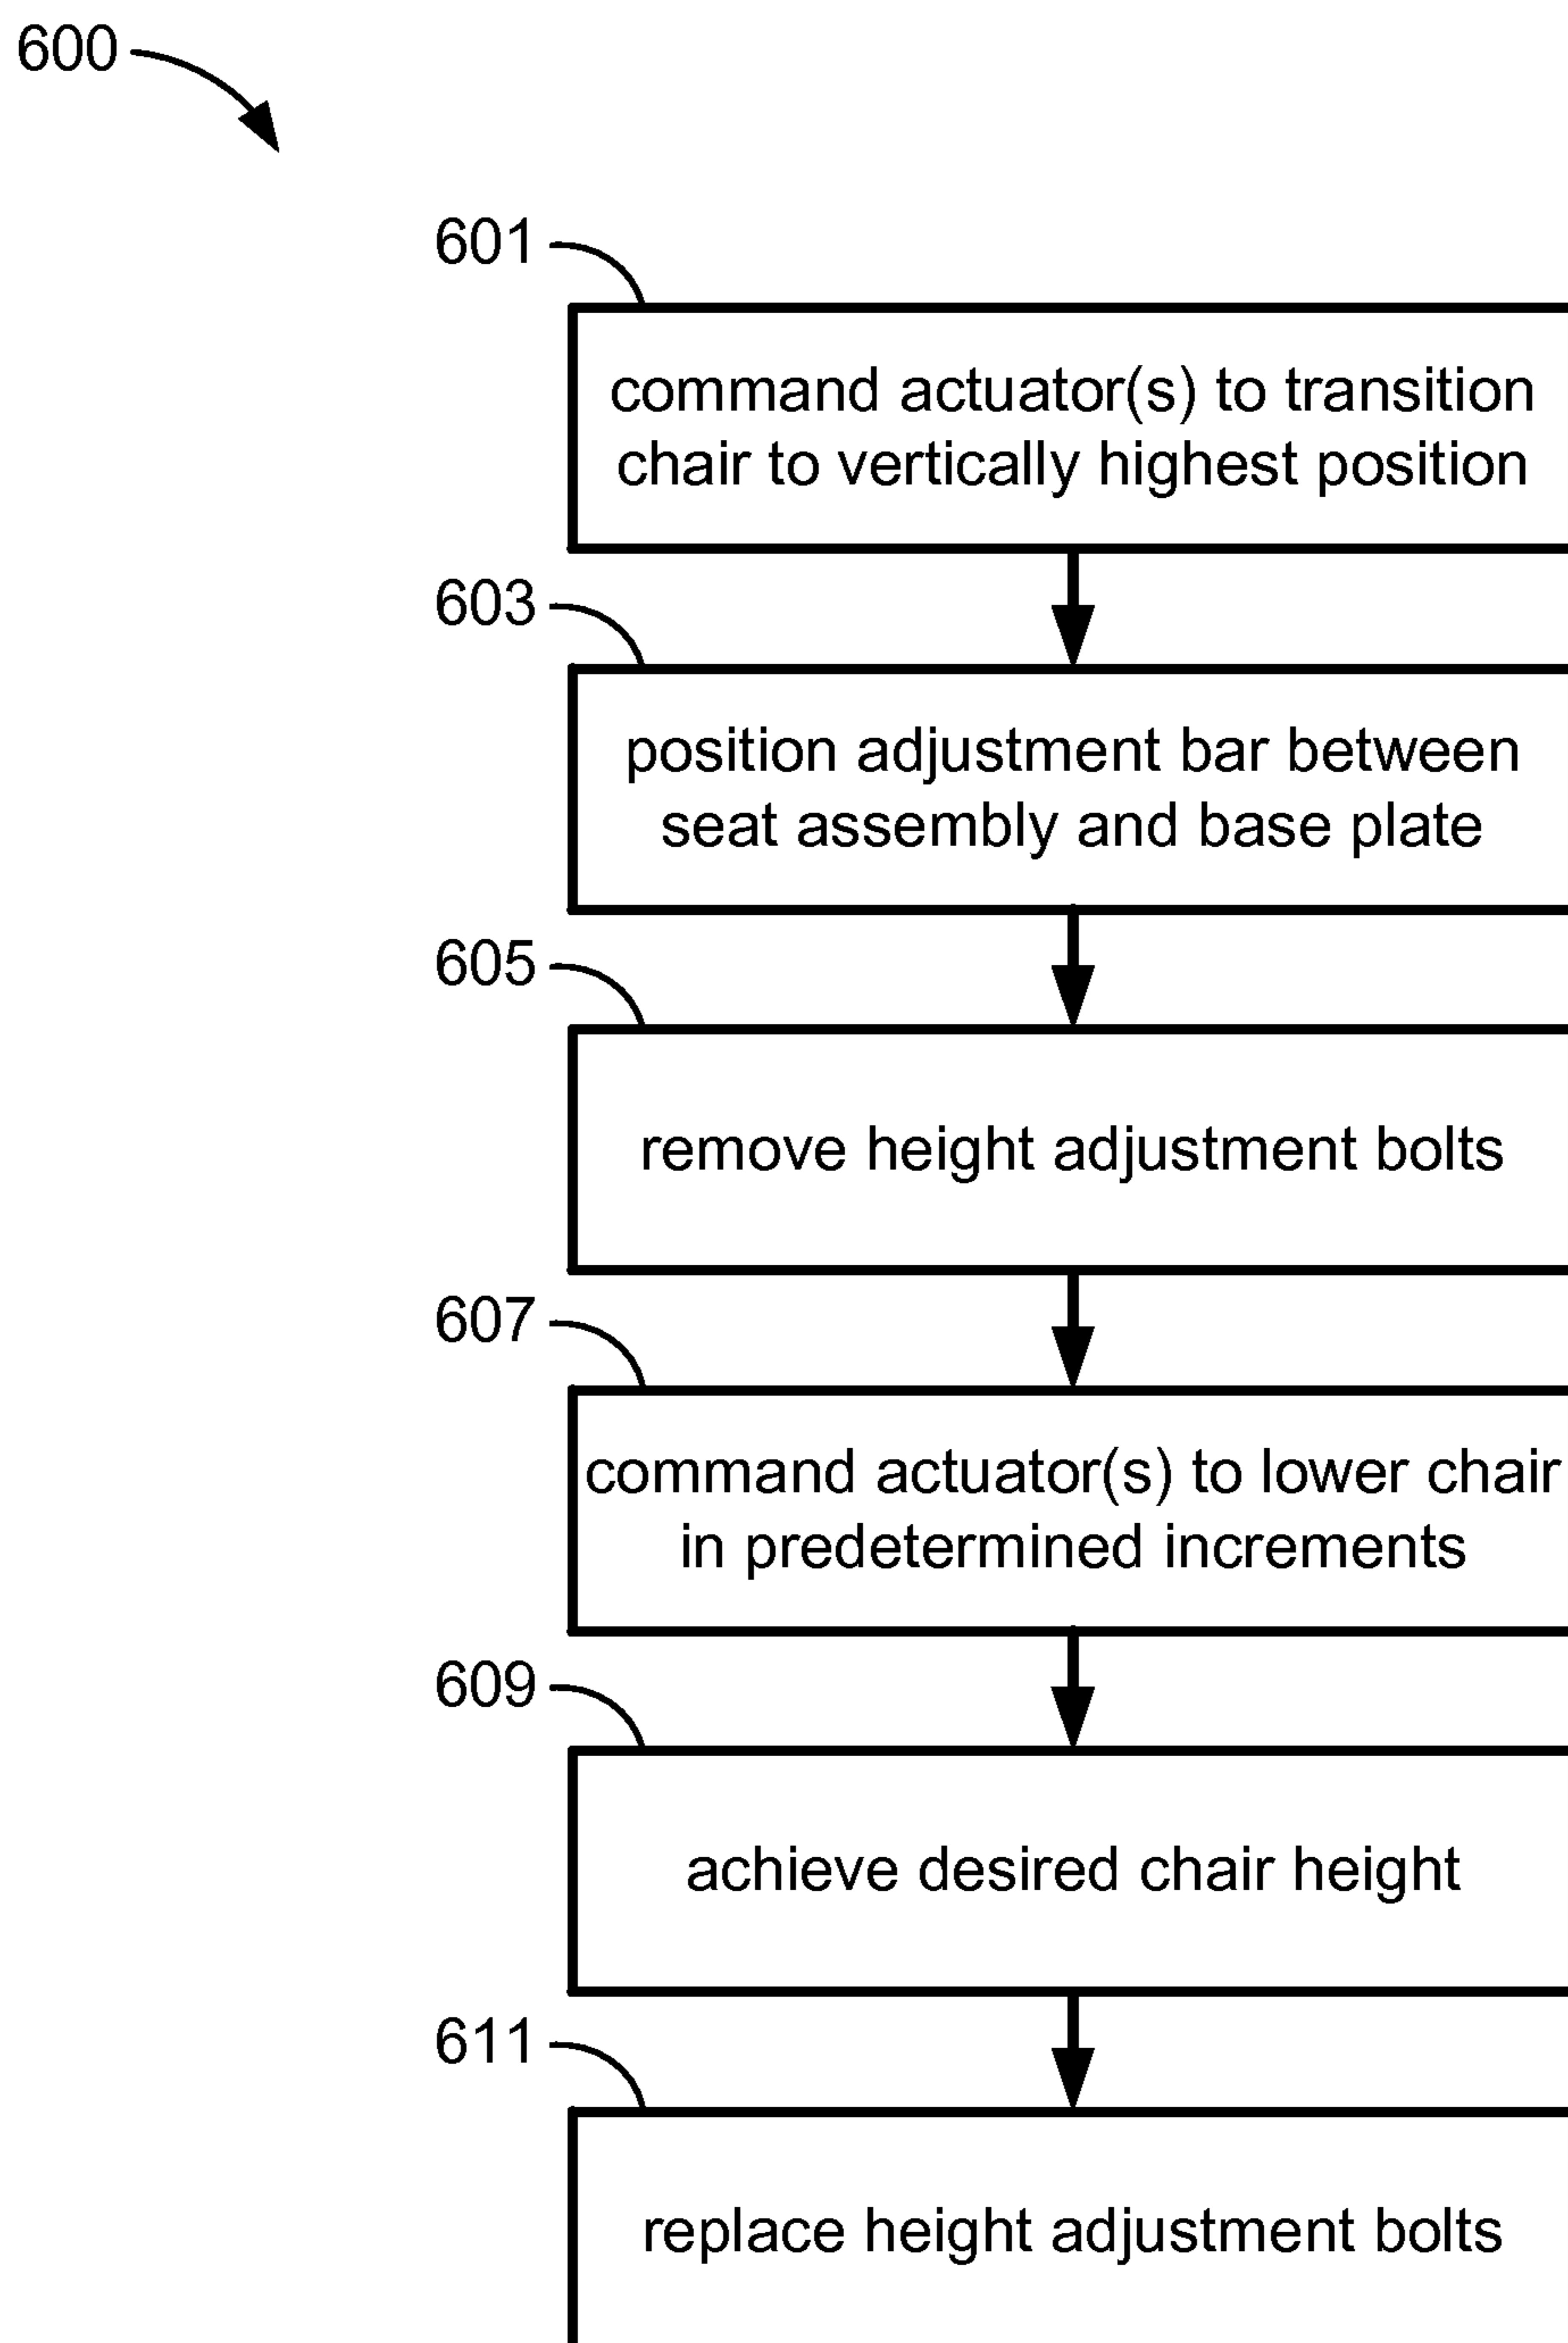 600
601
command actuator(s) to transition
chair to vertically highest position
603
position adjustment bar between
seat assembly and base plate
605
remove height adjustment bolts
607
command actuator(s) to lower chair
in predetermined increments
609
achieve desired chair height
611
replace height adjustment bolts